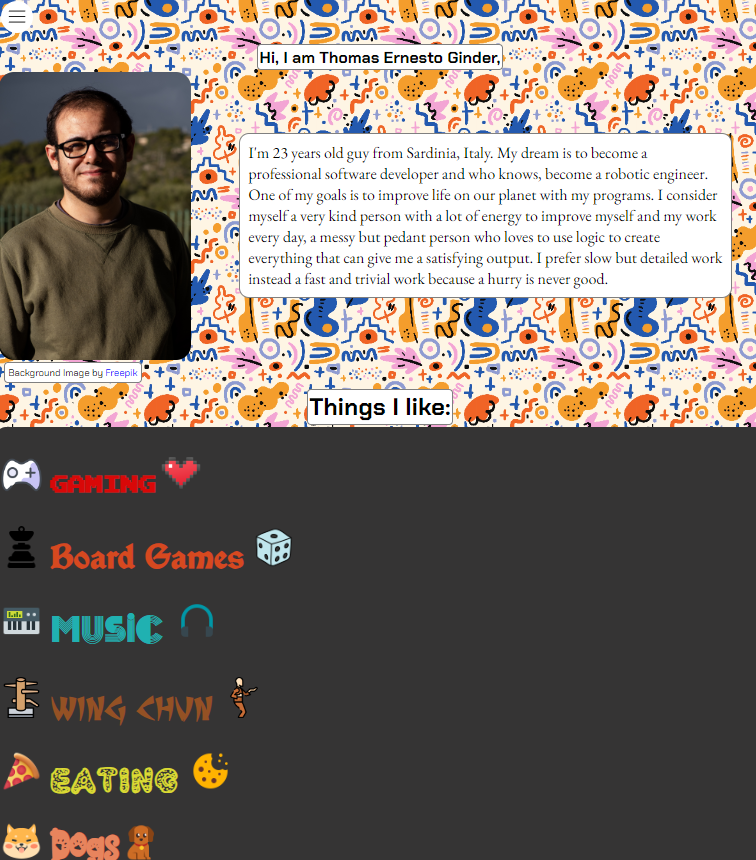 Hi, I am Thomas Ernesto Ginder,
I'm 23 years old guy from Sardinia, Italy. My dream is to become a
professional software developer and who knows, become a robotic engineer.
One of my goals is to improve life on our planet with my programs. I consider
myself a very kind person with a lot of energy to improve myself and my work
every day, a messy but pedant person who loves to use logic to create
everything that can give me a satisfying output. I prefer slow but detailed work
instead a fast and trivial work because a hurry is never good.
Background Image by Freepik
Things I like:
GAMING
Board Games
MUSIC
WING CHUN
EATING
Dogs